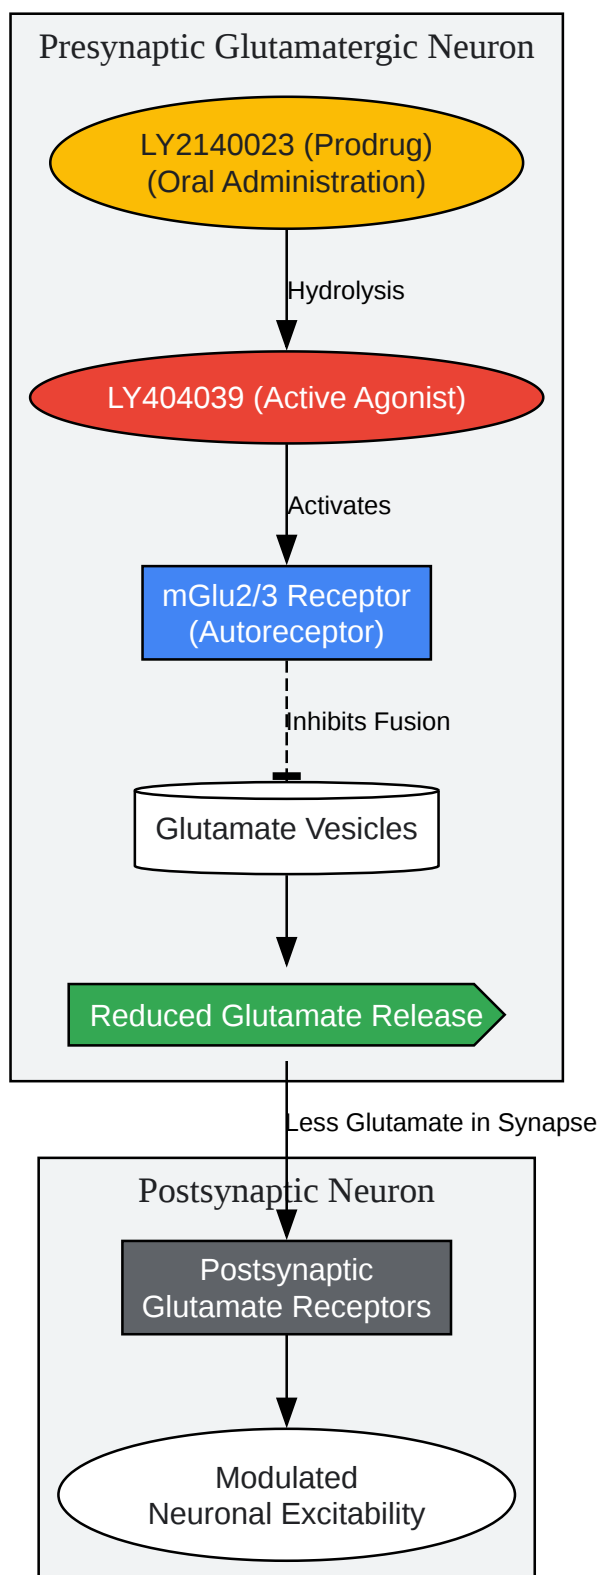 Presynaptic Glutamatergic Neuron
LY2140023 (Prodrug)
(Oral Administration)
Hydrolysis
LY404039 (Active Agonist)
Activates
mGlu2/3 Receptor
(Autoreceptor)
Inhibits Fusion
Glutamate Vesicles
Reduced Glutamate Release
Less Glutamate in Synapse
Postsynaptic Neuron
Postsynaptic
Glutamate Receptors
Modulated
Neuronal Excitability